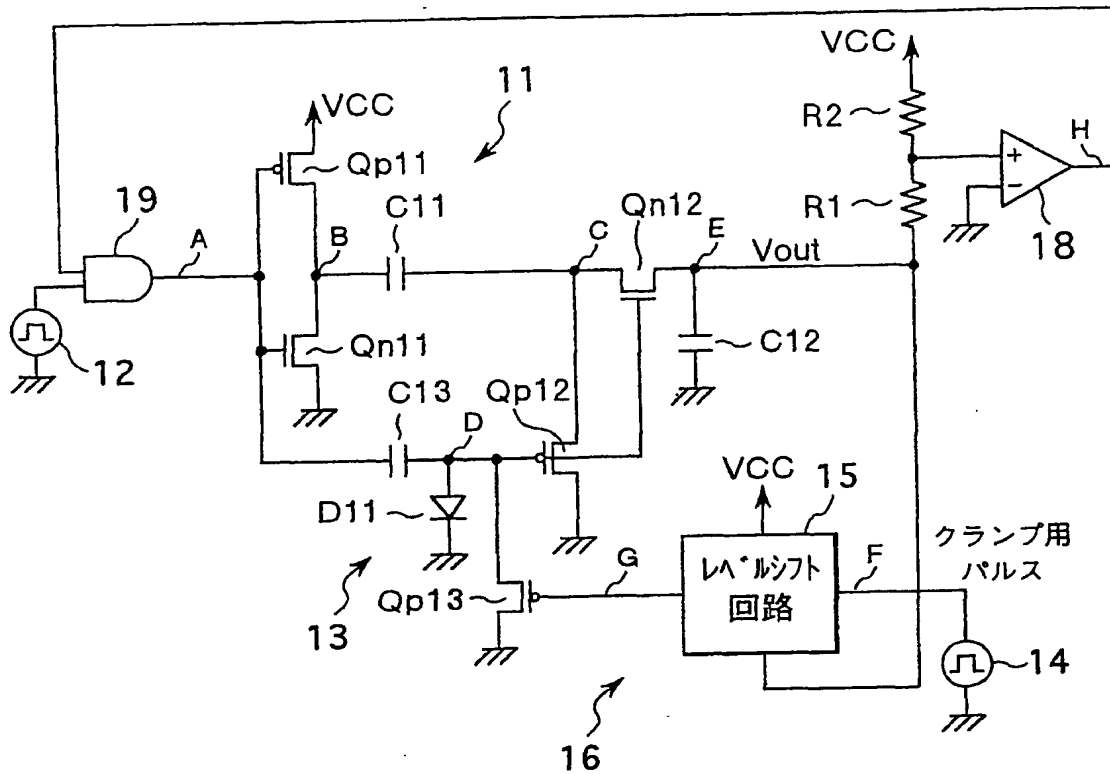 VCC
11
VCC
R2
H
Qp11
19
C11
Qn12
R1
18
A
B
C
E
Vout
12
Qn11
C12
C13
Qp12
D
VCC
15
D11
クランプ用
パルス
レベルシフト
回路
F
G
Qp13
13
14
16
+
−